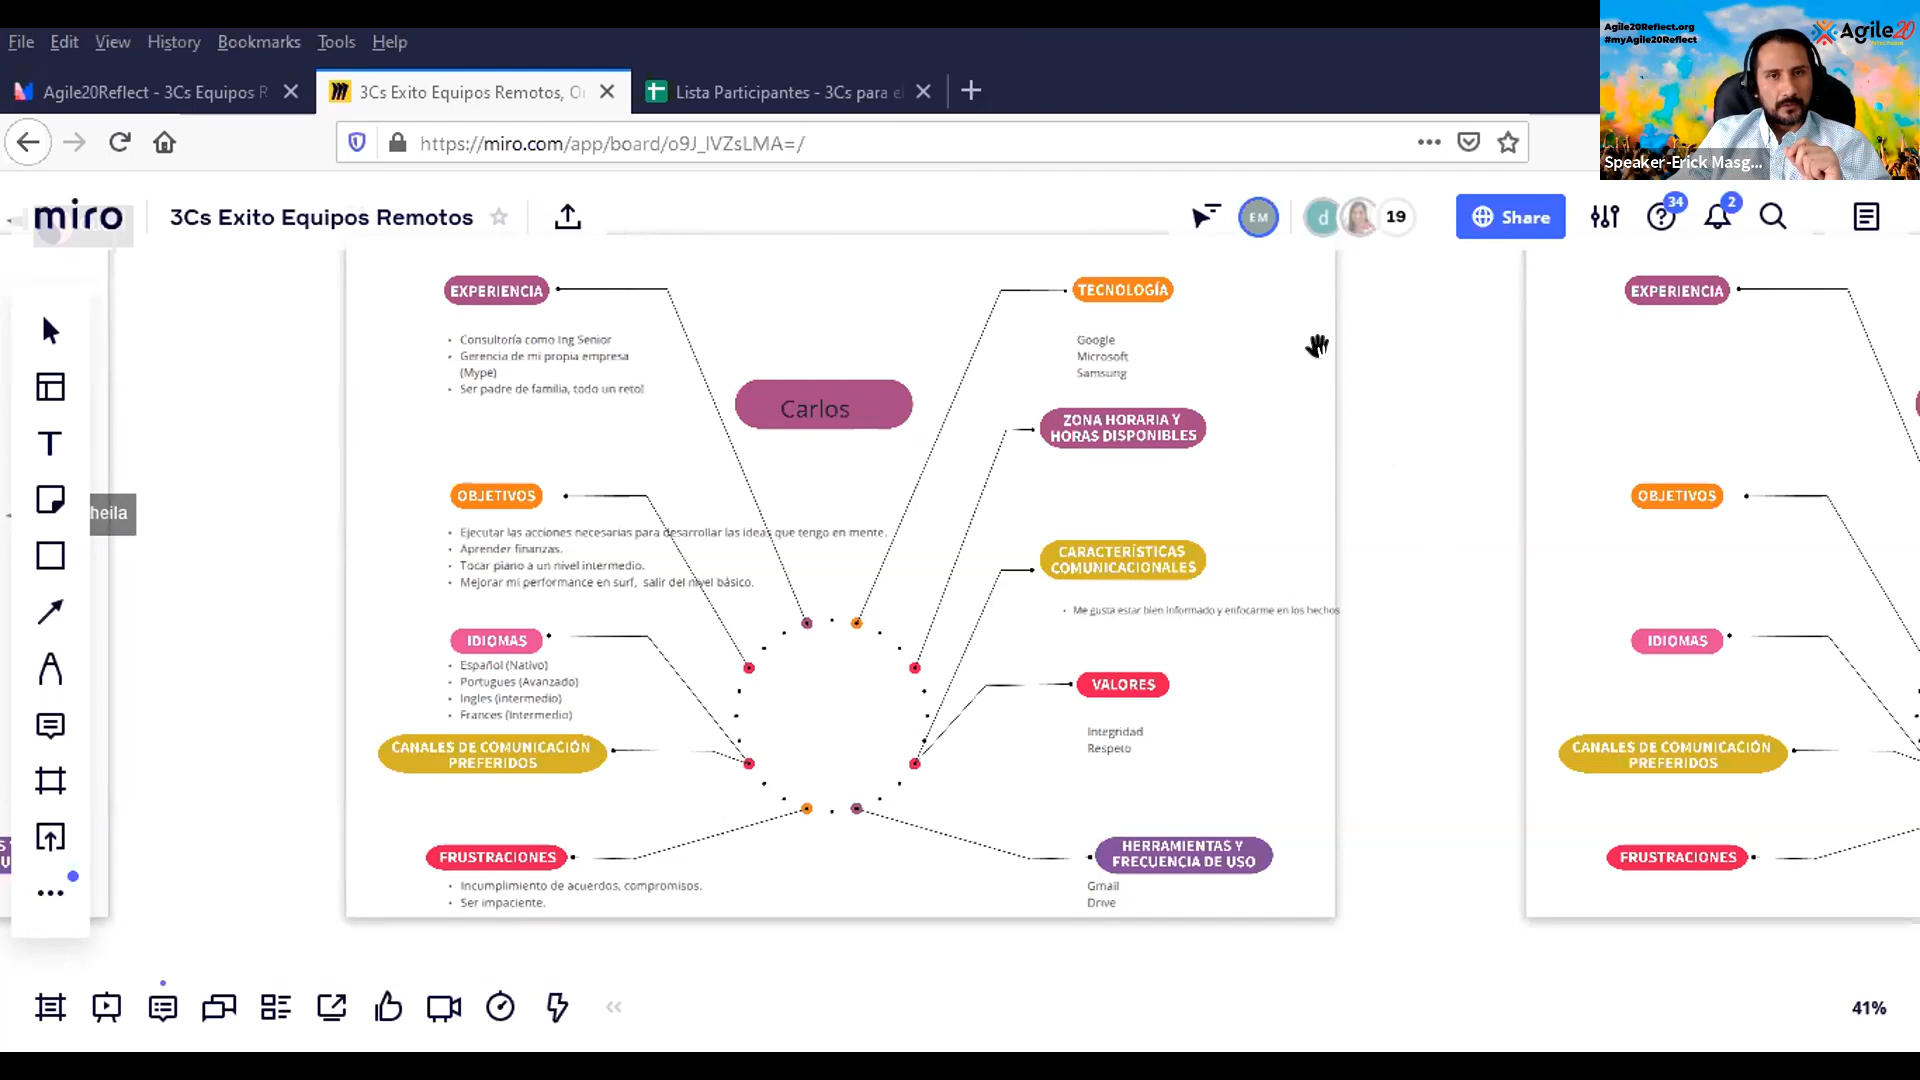 File Edit View History Bookmarks Tools Help
Agile20Reflect.org
#myAgile20Reflect
Agile20
Agile20Reflect - 3Cs Equipos R
3Cs Exito Equipos Remotos, O
Lista Participantes - 3Cs para e
https://miro.com/app/board/o9J_lVZsLMA=/
Speaker-Erick Masg...
miro
3Cs Exito Equipos Remotos
EM
d
19
Share
34
2
EXPERIENCIA
Consultoría como Ing Senior
Gerencia de mi propia empresa
(Mype)
Ser padre de familia, todo un reto!
TECNOLOGÍA
Google
Microsoft
Samsung
Carlos
ZONA HORARIA Y
HORAS DISPONIBLES
OBJETIVOS
Ejecutar las acciones necesarias para desarrollar las ideas que tengo en mente.
Aprender finanzas.
Tocar piano a un nivel intermedio.
Mejorar mi performance en surf, salir del nivel básico.
CARACTERÍSTICAS
COMUNICACIONALES
Me gusta estar bien informado y enfocarme en los hechos
IDIOMAS
Español (Nativo)
Portugues (Avanzado)
Ingles (intermedio)
Frances (Intermedio)
VALORES
Integridad
Respeto
CANALES DE COMUNICACIÓN
PREFERIDOS
FRUSTRACIONES
Incumplimiento de acuerdos, compromisos.
Ser impaciente.
HERRAMIENTAS Y
FRECUENCIA DE USO
Gmail
Drive
EXPERIENCIA
OBJETIVOS
IDIOMAS
CANALES DE COMUNICACIÓN
PREFERIDOS
FRUSTRACIONES
heila
41%